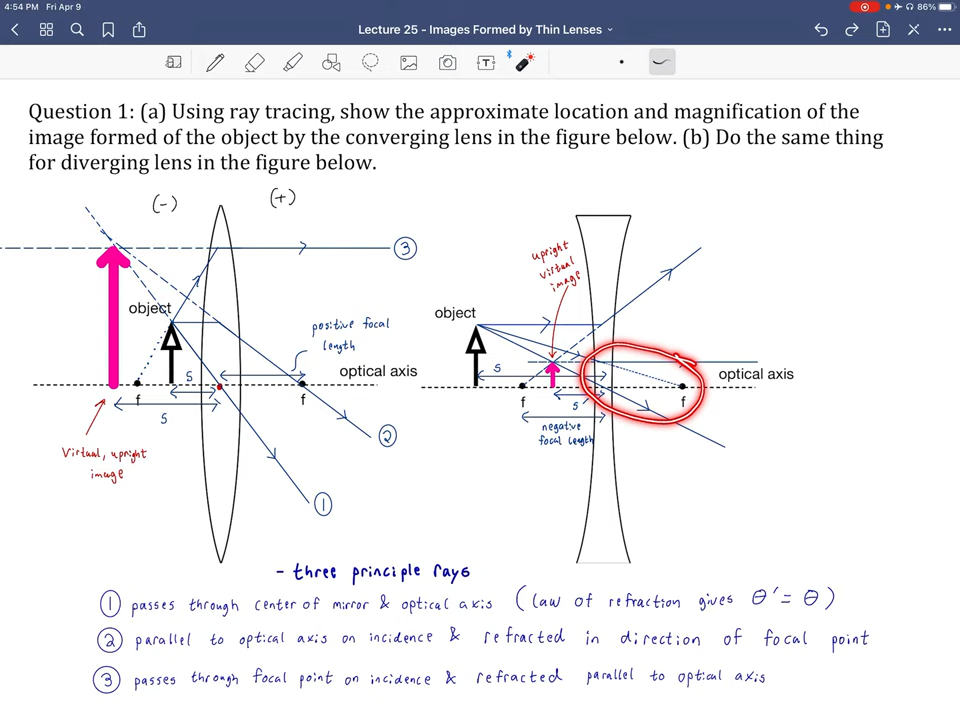 4:54 PM Fri Apr 9
86%
Lecture 25 - Images Formed by Thin Lenses
T
Question 1: (a) Using ray tracing, show the approximate location and magnification of the
image formed of the object by the converging lens in the figure below. (b) Do the same thing
for diverging lens in the figure below.
(-)
(+)
3
object
positive focal
length
optical axis
S
f
f
S
2
Virtual, upright
image
1
upright
virtual
image
object
S
optical axis
f
S
f
negative
focal length
- three principle rays
1 passes through center of mirror & optical axis (law of refraction gives θ' = θ)
2 parallel to optical axis on incidence & refracted in direction of focal point
3 passes through focal point on incidence & refracted parallel to optical axis